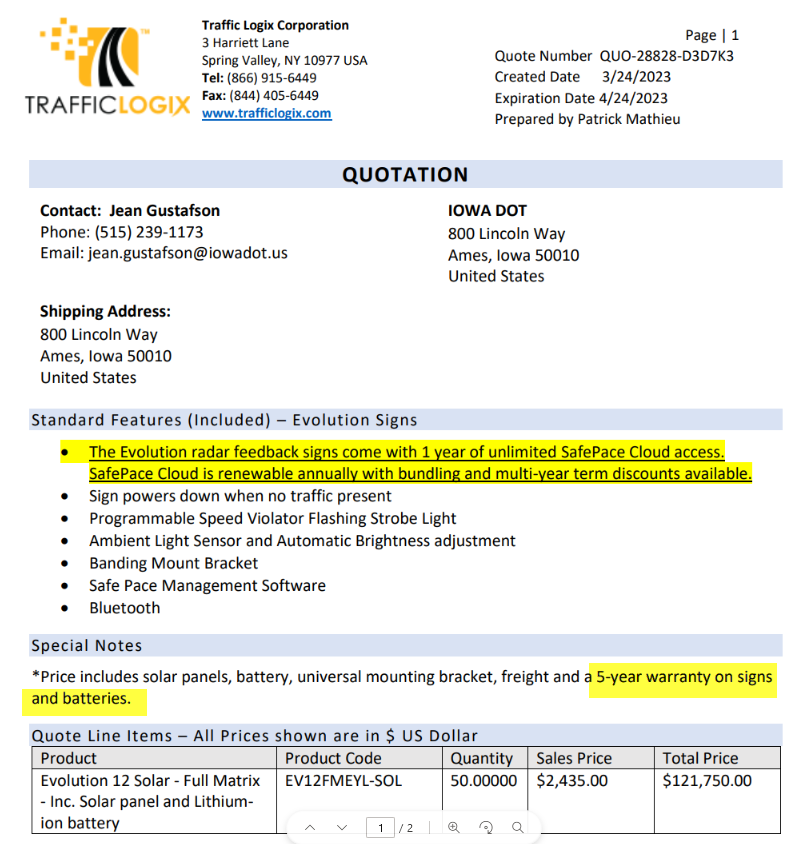 TRAFFICLOGIX
TM
Traffic Logix Corporation
3 Harriett Lane
Spring Valley, NY 10977 USA
Tel: (866) 915-6449
Fax: (844) 405-6449
www.trafficlogix.com
Page | 1
Quote Number QUO-28828-D3D7K3
Created Date 3/24/2023
Expiration Date 4/24/2023
Prepared by Patrick Mathieu
QUOTATION
Contact: Jean Gustafson
Phone: (515) 239-1173
Email: jean.gustafson@iowadot.us
IOWA DOT
800 Lincoln Way
Ames, Iowa 50010
United States
Shipping Address:
800 Lincoln Way
Ames, Iowa 50010
United States
Standard Features (Included) – Evolution Signs
• The Evolution radar feedback signs come with 1 year of unlimited SafePace Cloud access.
SafePace Cloud is renewable annually with bundling and multi-year term discounts available.
• Sign powers down when no traffic present
• Programmable Speed Violator Flashing Strobe Light
• Ambient Light Sensor and Automatic Brightness adjustment
• Banding Mount Bracket
• Safe Pace Management Software
• Bluetooth
Special Notes
*Price includes solar panels, battery, universal mounting bracket, freight and a 5-year warranty on signs
and batteries.
Quote Line Items – All Prices shown are in $ US Dollar
Product Product Code Quantity Sales Price Total Price
Evolution 12 Solar - Full Matrix EV12FMEYL-SOL 50.00000 $2,435.00 $121,750.00
- Inc. Solar panel and Lithium-
ion battery
1 / 2